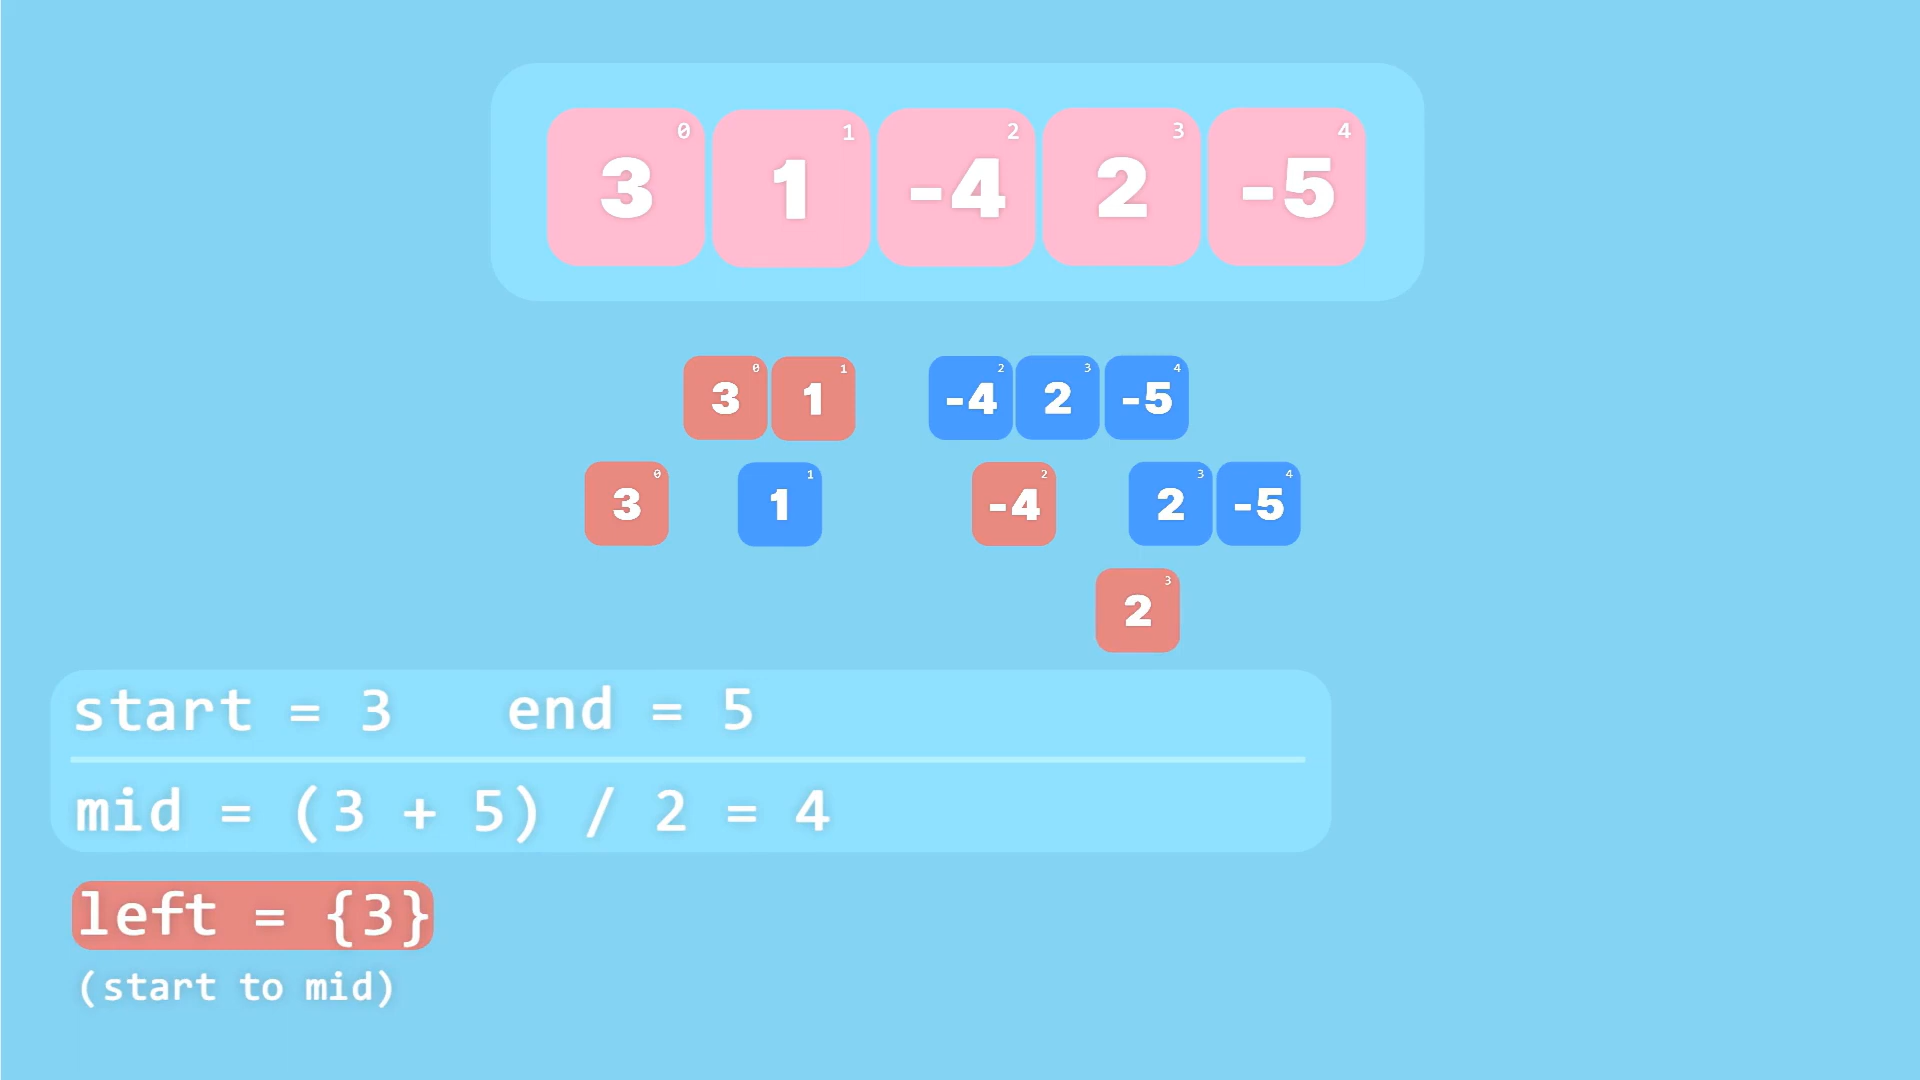 0 1 2 3 4
3 1 -4 2 -5
0 1 2 3 4
3 1 -4 2 -5
0 1 2 3 4
3 1 -4 2 -5
3
2
start = 3 end = 5
mid = (3 + 5) / 2 = 4
left = {3}
(start to mid)